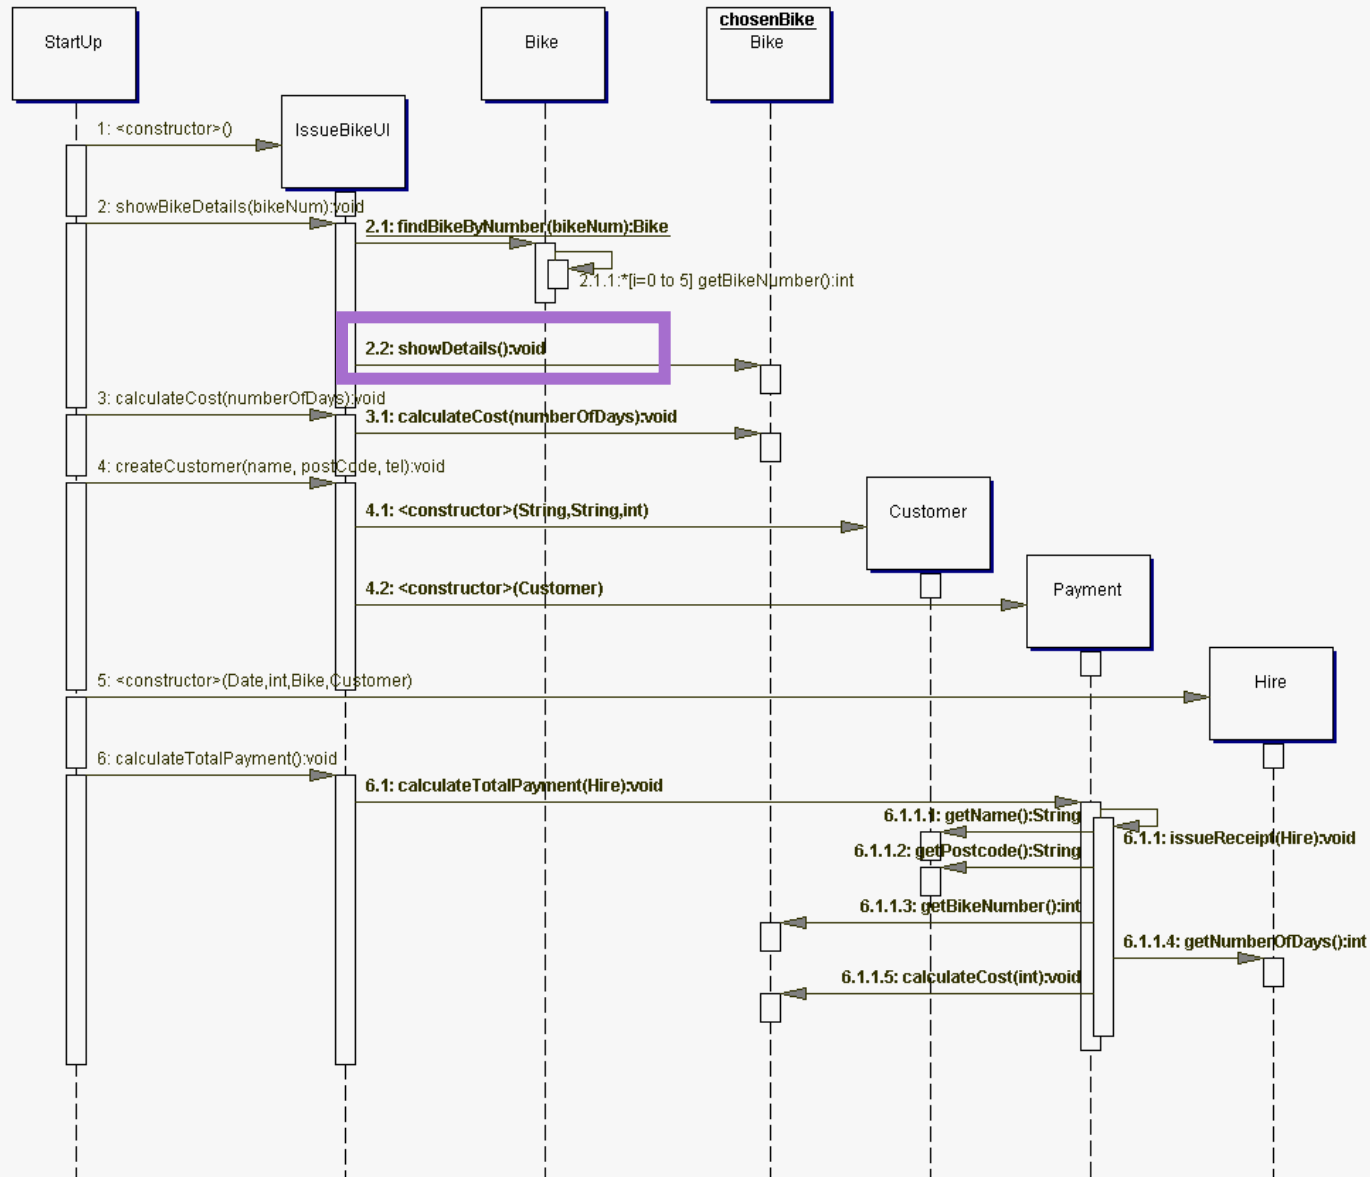 StartUp
Bike
chosenBike
Bike
1: <constructor>()
IssueBikeUI
2: showBikeDetails(bikeNum):void
2.1: findBikeByNumber(bikeNum):Bike
2.1.1:*[i=0 to 5] getBikeNumber():int
2.2: showDetails():void
3: calculateCost(numberOfDays):void
3.1: calculateCost(numberOfDays):void
4: createCustomer(name, postCode, tel):void
4.1: <constructor>(String,String,int)
Customer
4.2: <constructor>(Customer)
Payment
5: <constructor>(Date,int,Bike,Customer)
Hire
6: calculateTotalPayment():void
6.1: calculateTotalPayment(Hire):void
6.1.1.1: getName():String
6.1.1: issueReceipt(Hire):void
6.1.1.2: getPostcode():String
6.1.1.3: getBikeNumber():int
6.1.1.4: getNumberOfDays():int
6.1.1.5: calculateCost(int):void